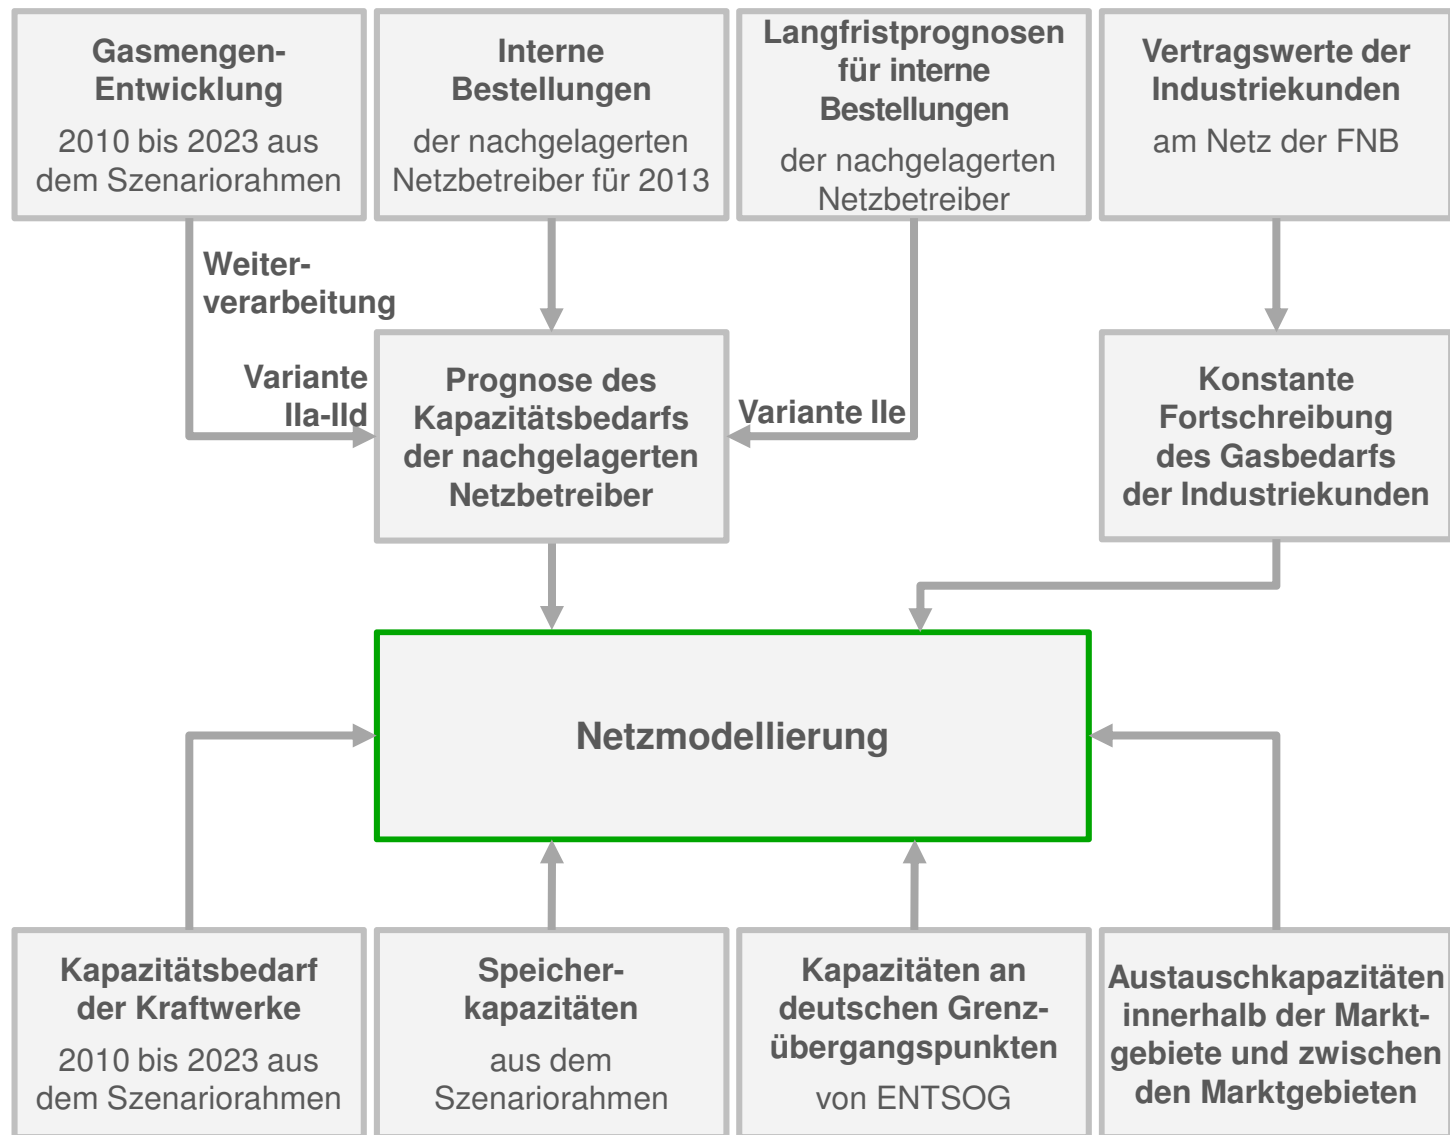 Gasmengen-
Entwicklung
2010 bis 2023 aus
dem Szenariorahmen
Interne
Bestellungen
der nachgelagerten
Netzbetreiber für 2013
Langfristprognosen
für interne
Bestellungen
der nachgelagerten
Netzbetreiber
Vertragswerte der
Industriekunden
am Netz der FNB
Weiter-
verarbeitung
Variante
IIa-IId
Prognose des
Kapazitätsbedarfs
der nachgelagerten
Netzbetreiber
Variante IIe
Konstante
Fortschreibung
des Gasbedarfs
der Industriekunden
Netzmodellierung
Kapazitätsbedarf
der Kraftwerke
2010 bis 2023 aus
dem Szenariorahmen
Speicher-
kapazitäten
aus dem
Szenariorahmen
Kapazitäten an
deutschen Grenz-
übergangspunkten
von ENTSOG
Austauschkapazitäten
innerhalb der Markt-
gebiete und zwischen
den Marktgebieten